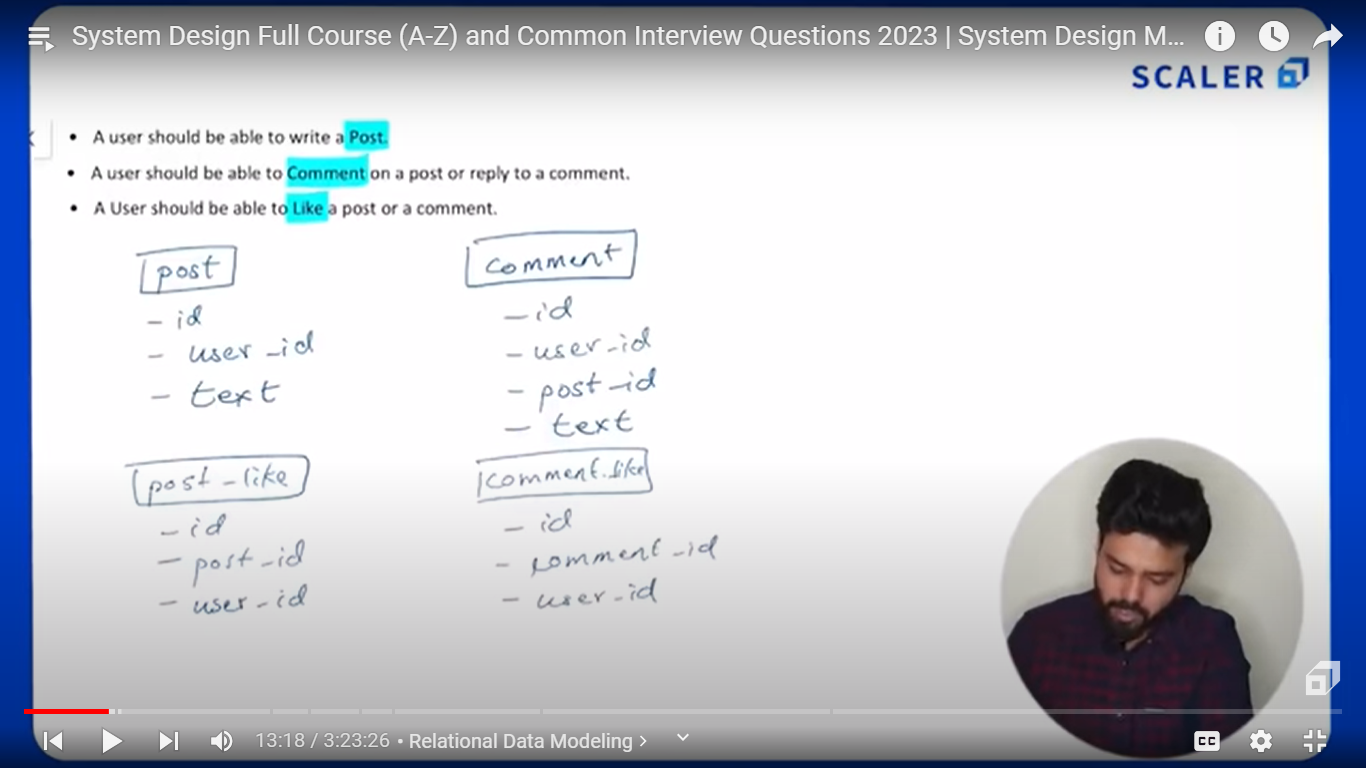 System Design Full Course (A-Z) and Common Interview Questions 2023 | System Design M...
SCALER
• A user should be able to write a Post.
• A user should be able to Comment on a post or reply to a comment.
• A User should be able to Like a post or a comment.
post
- id
- user_id
- text
comment
- id
- user_id
- post_id
- text
post_like
- id
- post_id
- user_id
comment_like
- id
- comment_id
- user_id
13:18 / 3:23:26 • Relational Data Modeling >
CC